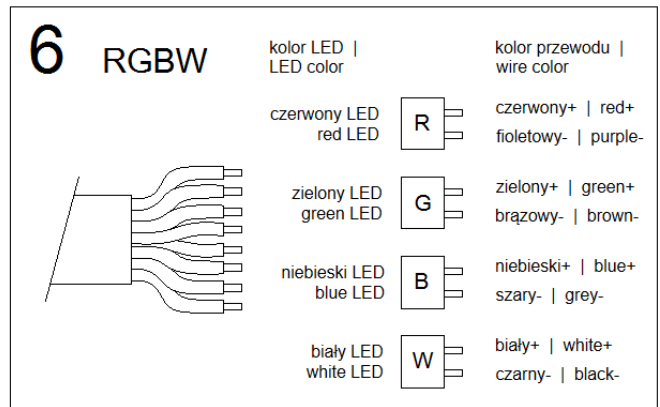 6 RGBW
kolor LED |
LED color
kolor przewodu |
wire color
czerwony LED
red LED
R
czerwony+ | red+
fioletowy- | purple-
zielony LED
green LED
G
zielony+ | green+
brązowy- | brown-
niebieski LED
blue LED
B
niebieski+ | blue+
szary- | grey-
biały LED
white LED
W
biały+ | white+
czarny- | black-